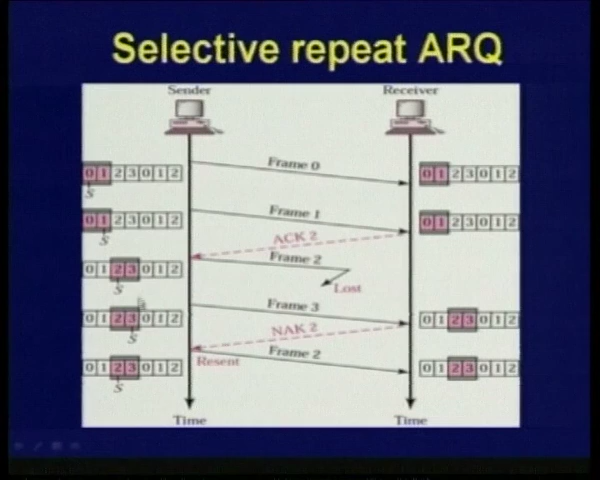 Selective repeat ARQ
Sender Receiver
Frame 0
0 1 2 3 0 1 2 0 1 2 3 0 1 2
S
Frame 1
0 1 2 3 0 1 2 0 1 2 3 0 1 2
S
ACK 2
Frame 2
0 1 2 3 0 1 2
S
Lost
Frame 3
0 1 2 3 0 1 2 0 1 2 3 0 1 2
S
NAK 2
Resent Frame 2
0 1 2 3 0 1 2 0 1 2 3 0 1 2
S
Time Time